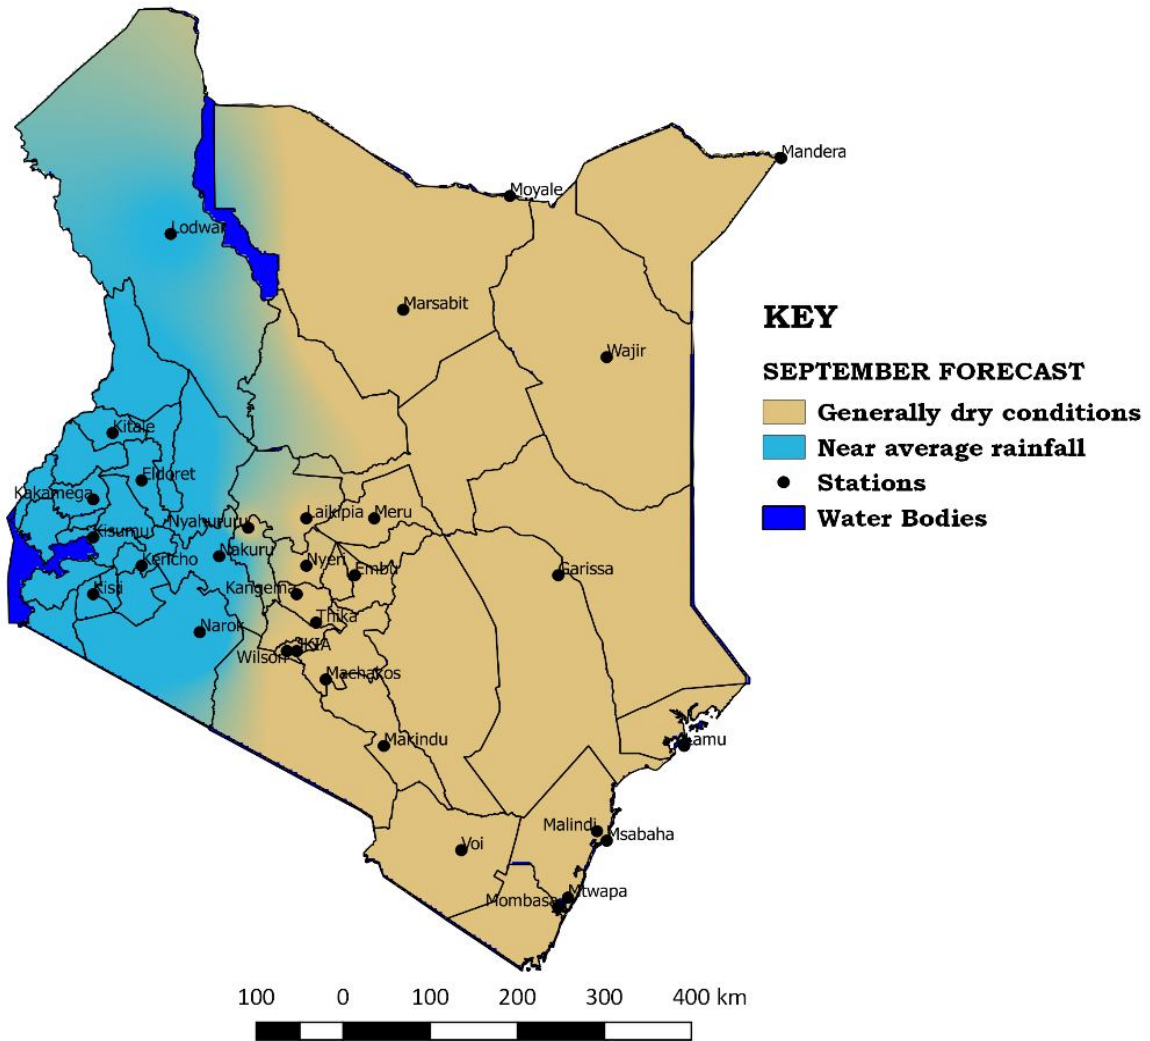 Mandera
Moyale
Lodwar
Marsabit
KEY
Wajir
SEPTEMBER FORECAST
Generally dry conditions
Near average rainfall
Stations
Water Bodies
Kitale
Eldoret
Kakamega
Laikipia
Meru
Nyahururu
Kisumu
Nakuru
Kericho
Nyeri
Embu
Garissa
Kisii
Kangema
Thika
Narok
Wilson
JKIA
Machakos
Makindu
Lamu
Malindi
Msabaha
Voi
Mtwapa
Mombasa
100 0 100 200 300 400 km